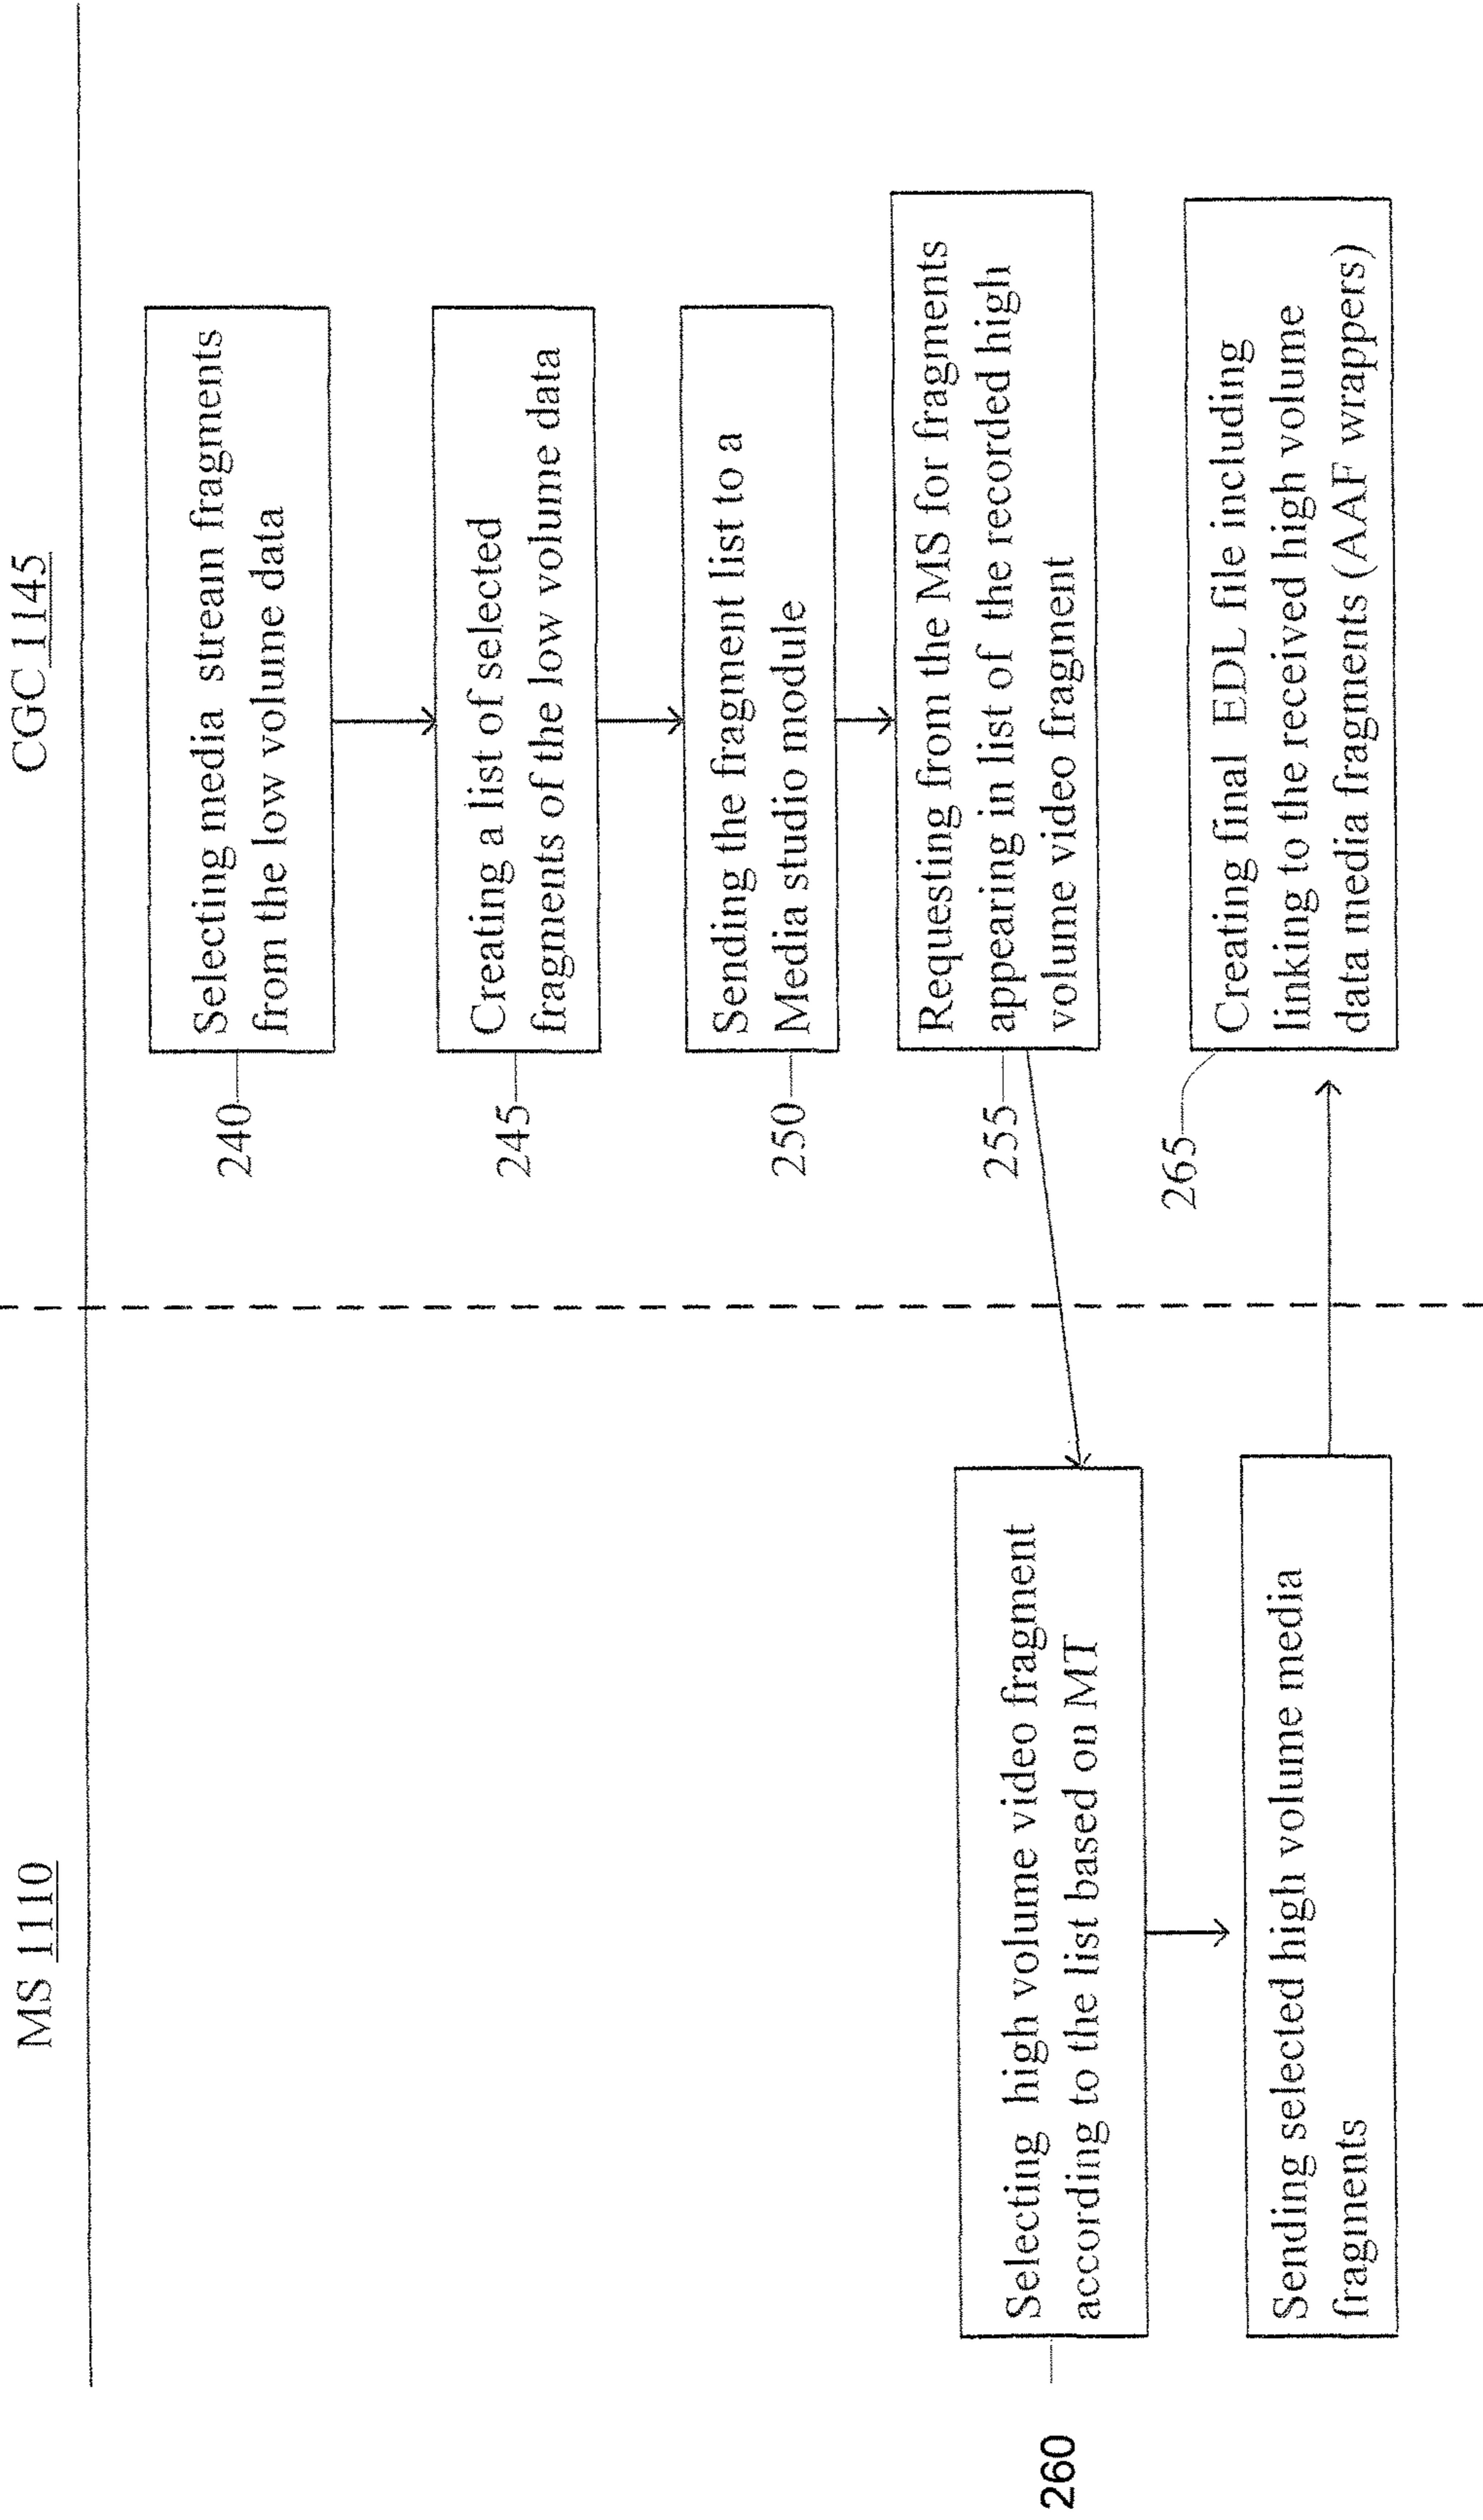 MS 1110
CGC 1145
240
Selecting media stream fragments
from the low volume data
245
Creating a list of selected
fragments of the low volume data
250
Sending the fragment list to a
Media studio module
255
Requesting from the MS for fragments
appearing in list of the recorded high
volume video fragment
260
Selecting high volume video fragment
according to the list based on MT
Sending selected high volume media
fragments
265
Creating final EDL file including
linking to the received high volume
data media fragments (AAF wrappers)